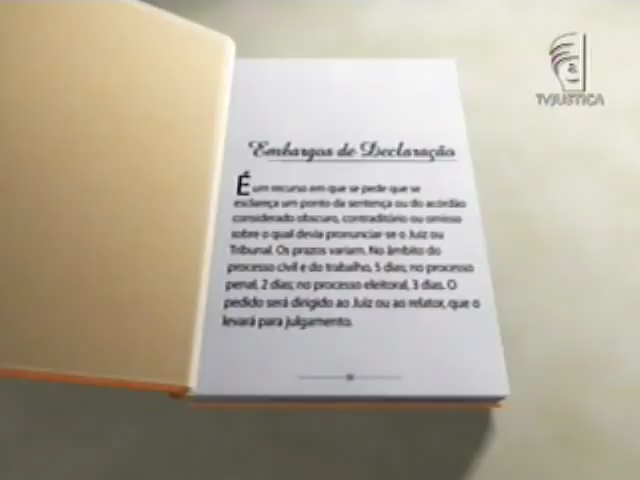 TVJUSTIÇA
Embargos de Declaração
É um recurso em que se pede que se
esclareça um ponto da sentença ou do acórdão
considerado obscuro, contraditório ou omisso
sobre o qual devia pronunciar-se o Juiz ou
Tribunal. Os prazos variam. No âmbito do
processo civil e do trabalho, 5 dias; no processo
penal, 2 dias; no processo eleitoral, 3 dias. O
pedido será dirigido ao Juiz ou ao relator, que o
levará para julgamento.